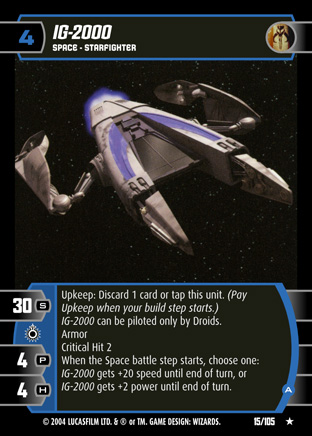 4 IG-2000
SPACE - STARFIGHTER
30 S
4 P
4 H
Upkeep: Discard 1 card or tap this unit. (Pay
Upkeep when your build step starts.)
IG-2000 can be piloted only by Droids.
Armor
Critical Hit 2
When the Space battle step starts, choose one:
IG-2000 gets +20 speed until end of turn, or
IG-2000 gets +2 power until end of turn.
A
© 2004 LUCASFILM LTD. & ® or TM. GAME DESIGN: WIZARDS. 15/105 ★